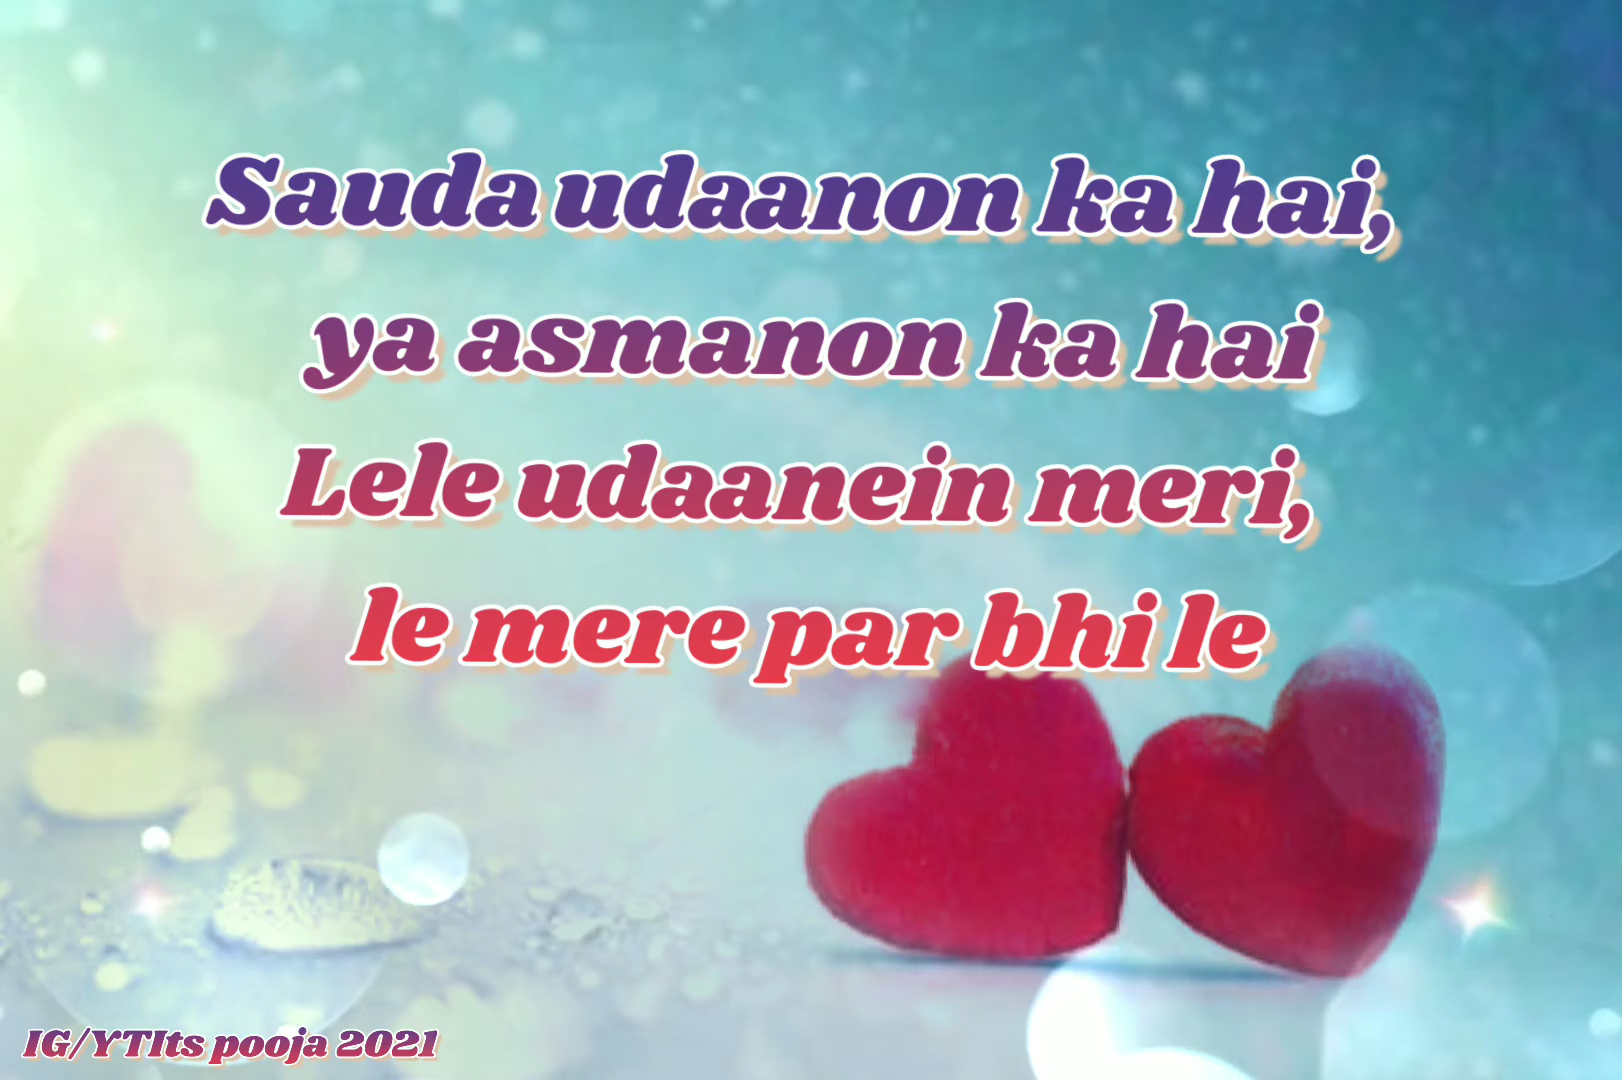 Sauda udaanon ka hai,
ya asmanon ka hai
Lele udaanein meri,
le mere par bhi le
IG/YTIts pooja 2021